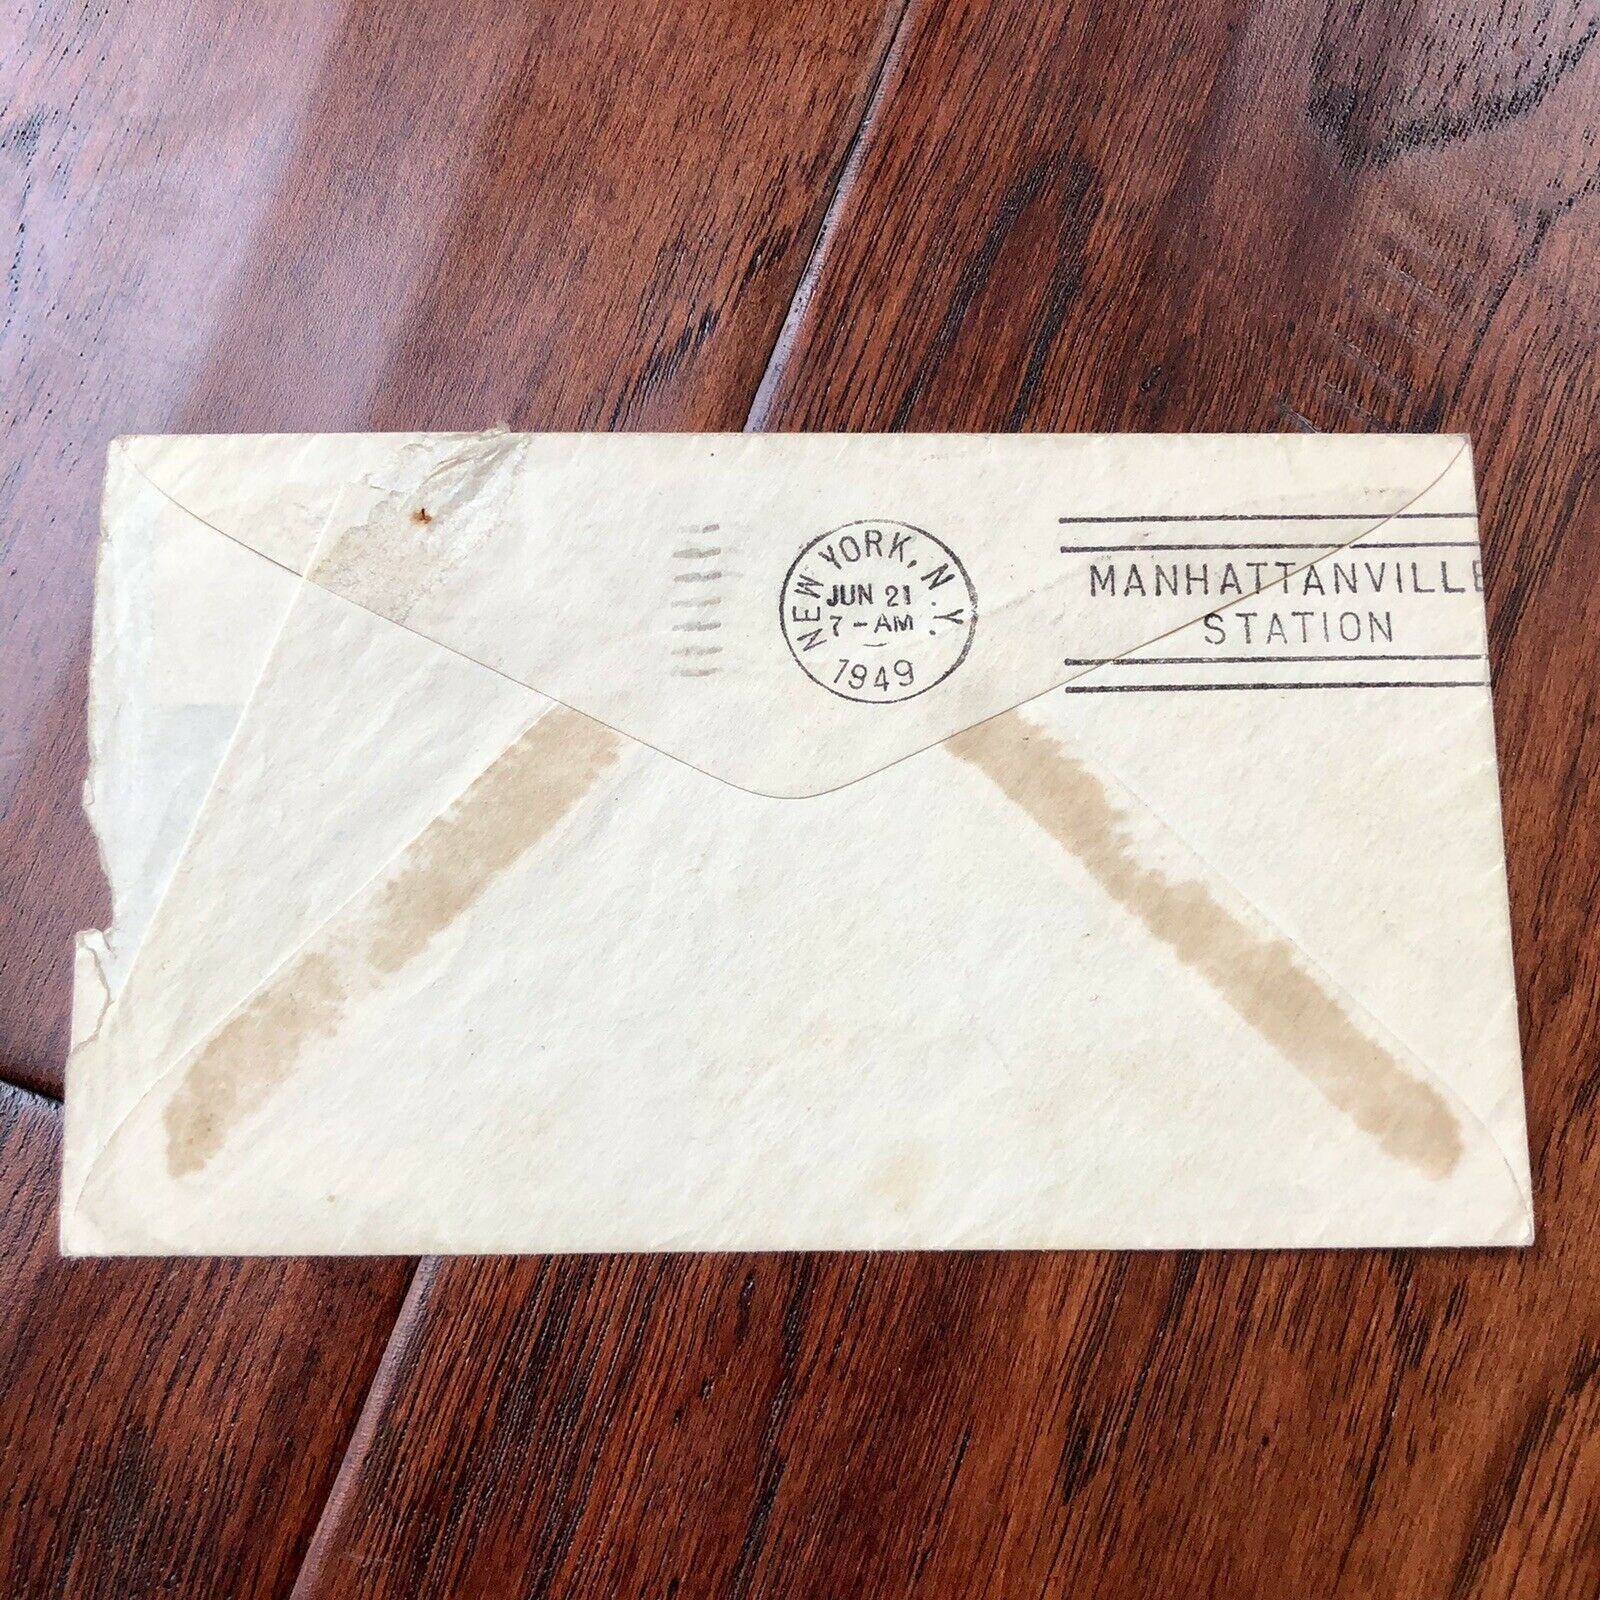 NEW YORK, N.Y.
JUN 21
7-AM
1949
MANHATTANVILLE
STATION